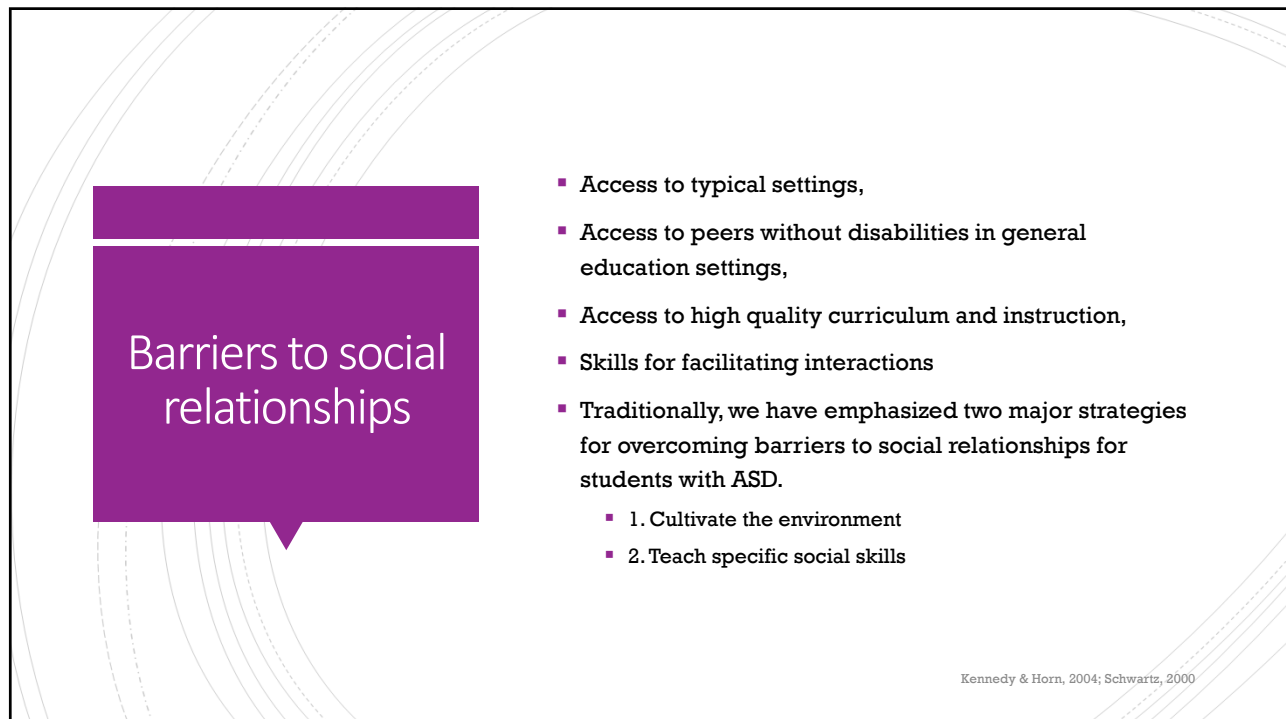 Barriers to social
relationships
Access to typical settings,
Access to peers without disabilities in general
education settings,
Access to high quality curriculum and instruction,
Skills for facilitating interactions
Traditionally, we have emphasized two major strategies
for overcoming barriers to social relationships for
students with ASD.
1. Cultivate the environment
2. Teach specific social skills
Kennedy & Horn, 2004; Schwartz, 2000